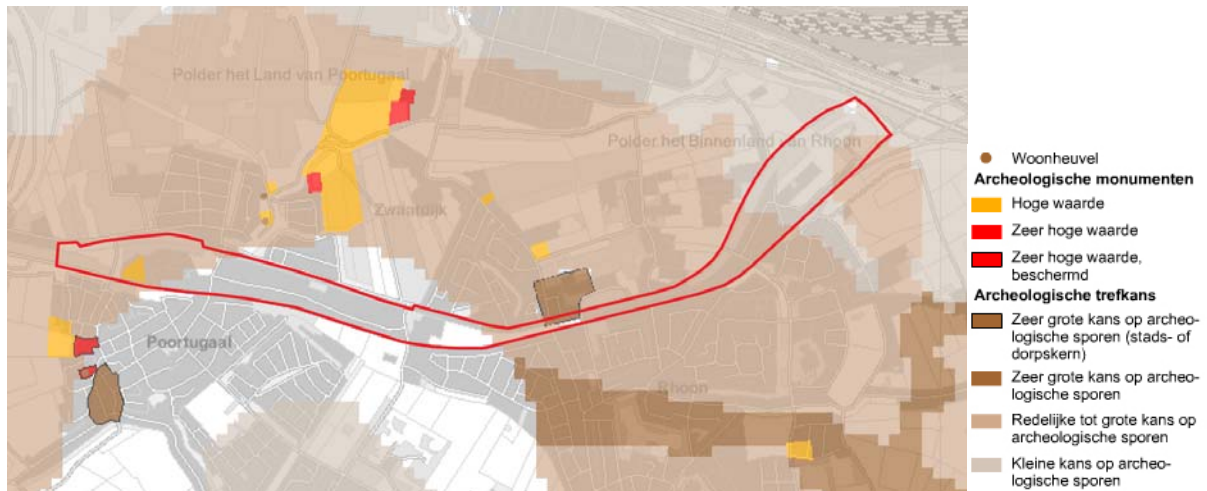 Polder het Land van Poortugaal
Polder het Binnenland van Rhoon
Zwaardijk
Poortugaal
Rhoon
Woonheuvel
Archeologische monumenten
Hoge waarde
Zeer hoge waarde
Zeer hoge waarde,
beschermd
Archeologische trefkans
Zeer grote kans op archeo-
logische sporen (stads- of
dorpskern)
Zeer grote kans op archeo-
logische sporen
Redelijke tot grote kans op
archeologische sporen
Kleine kans op archeo-
logische sporen